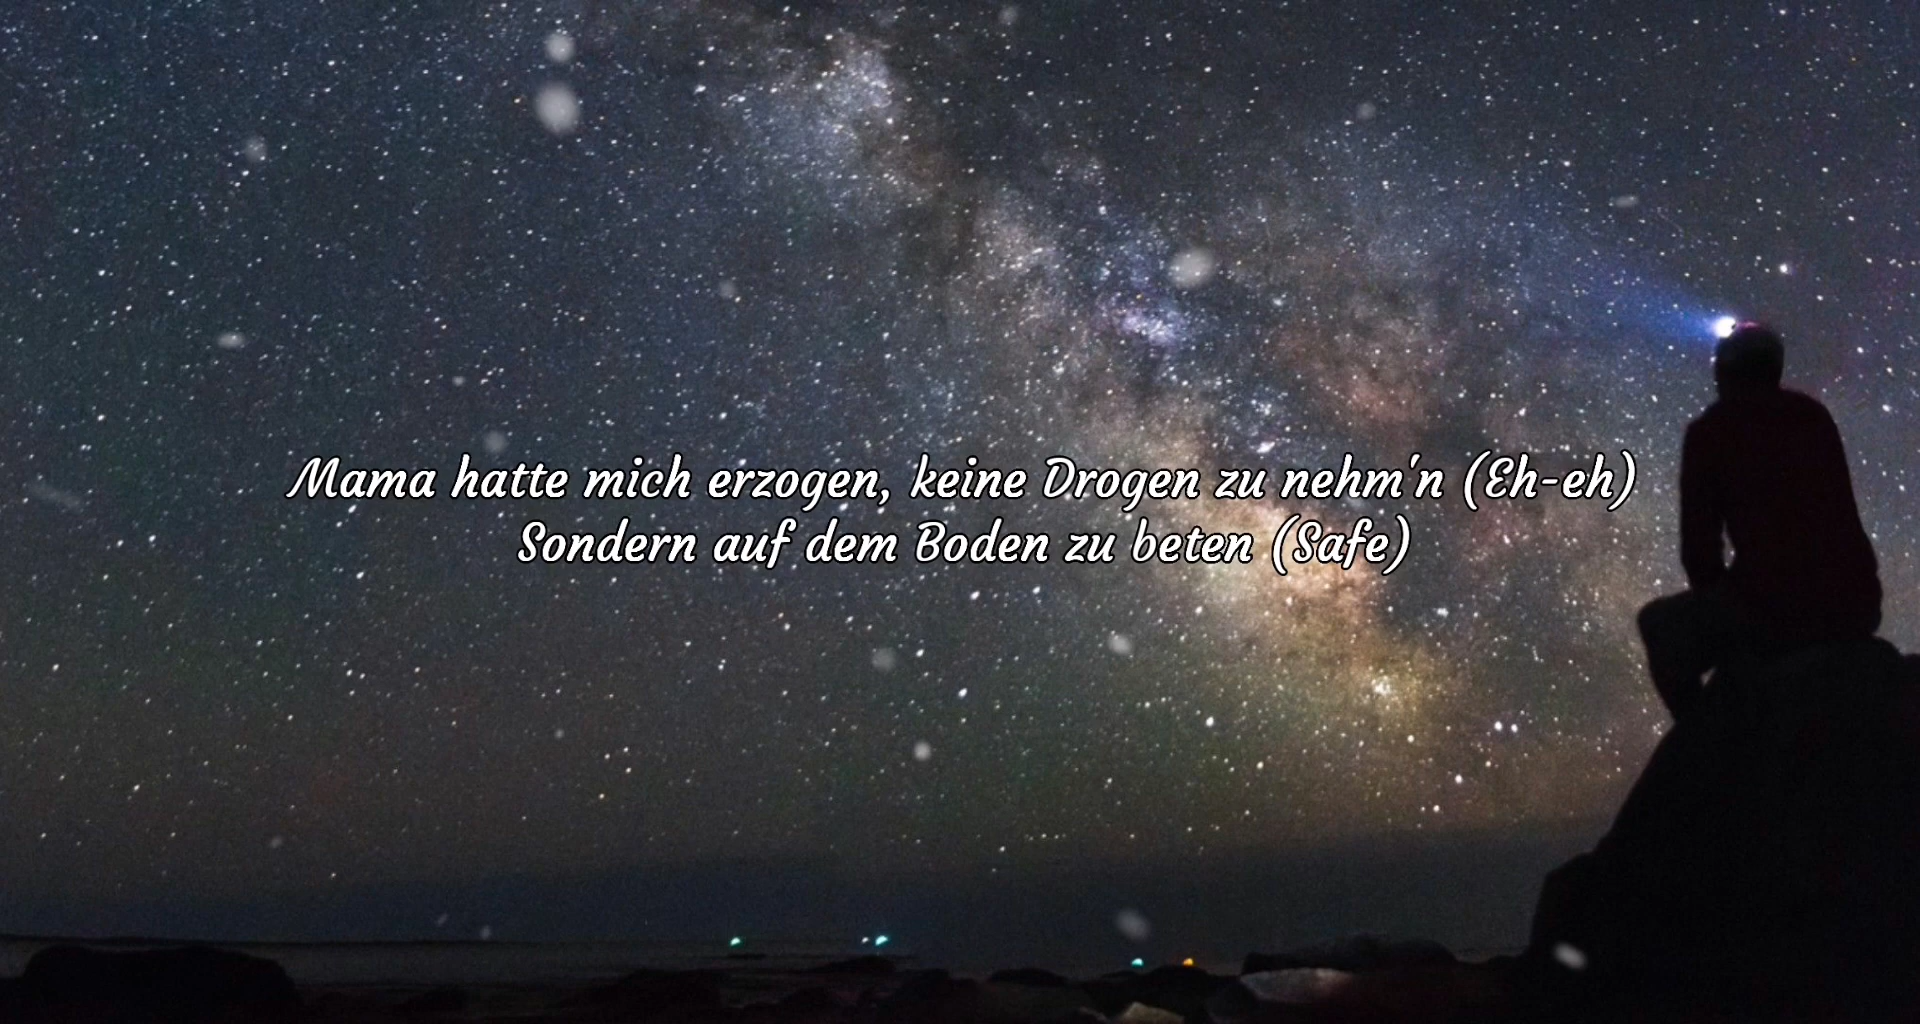 Mama hatte mich erzogen, keine Drogen zu nehm'n (Eh-eh)
Sondern auf dem Boden zu beten (Safe)